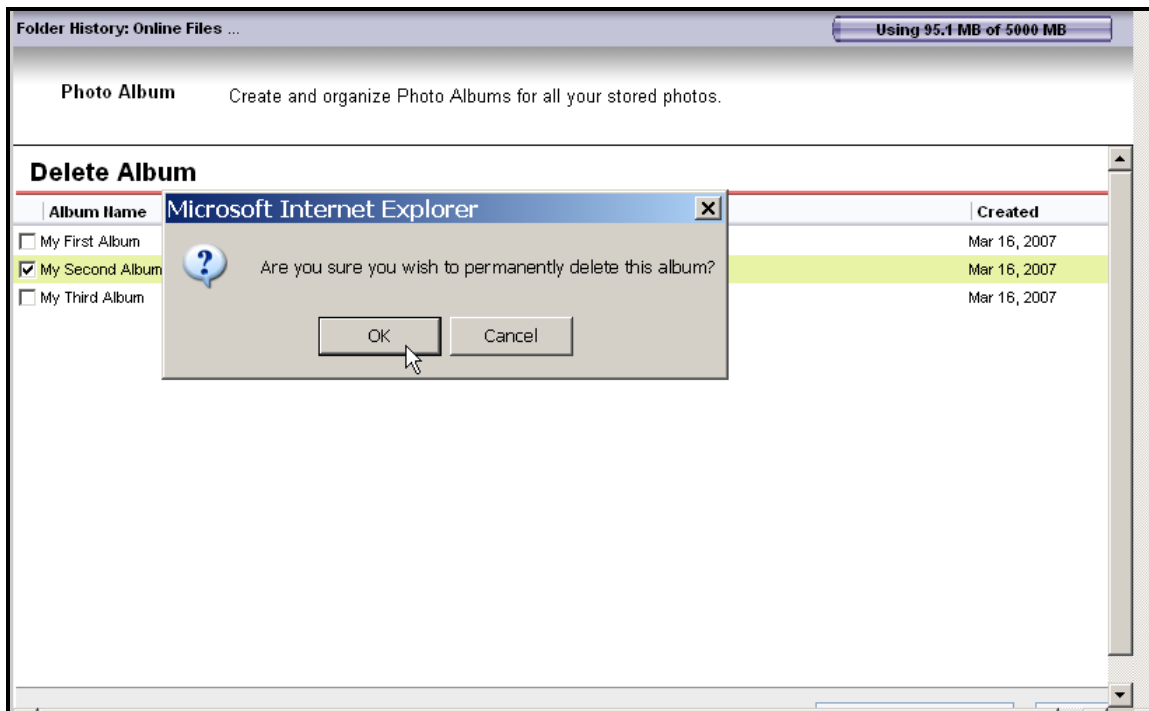 Folder History: Online Files ...
Using 95.1 MB of 5000 MB
Photo Album
Create and organize Photo Albums for all your stored photos.
Delete Album
Album Name
Created
Microsoft Internet Explorer
My First Album
Mar 16, 2007
My Second Album
Mar 16, 2007
My Third Album
Mar 16, 2007
Are you sure you wish to permanently delete this album?
OK
Cancel